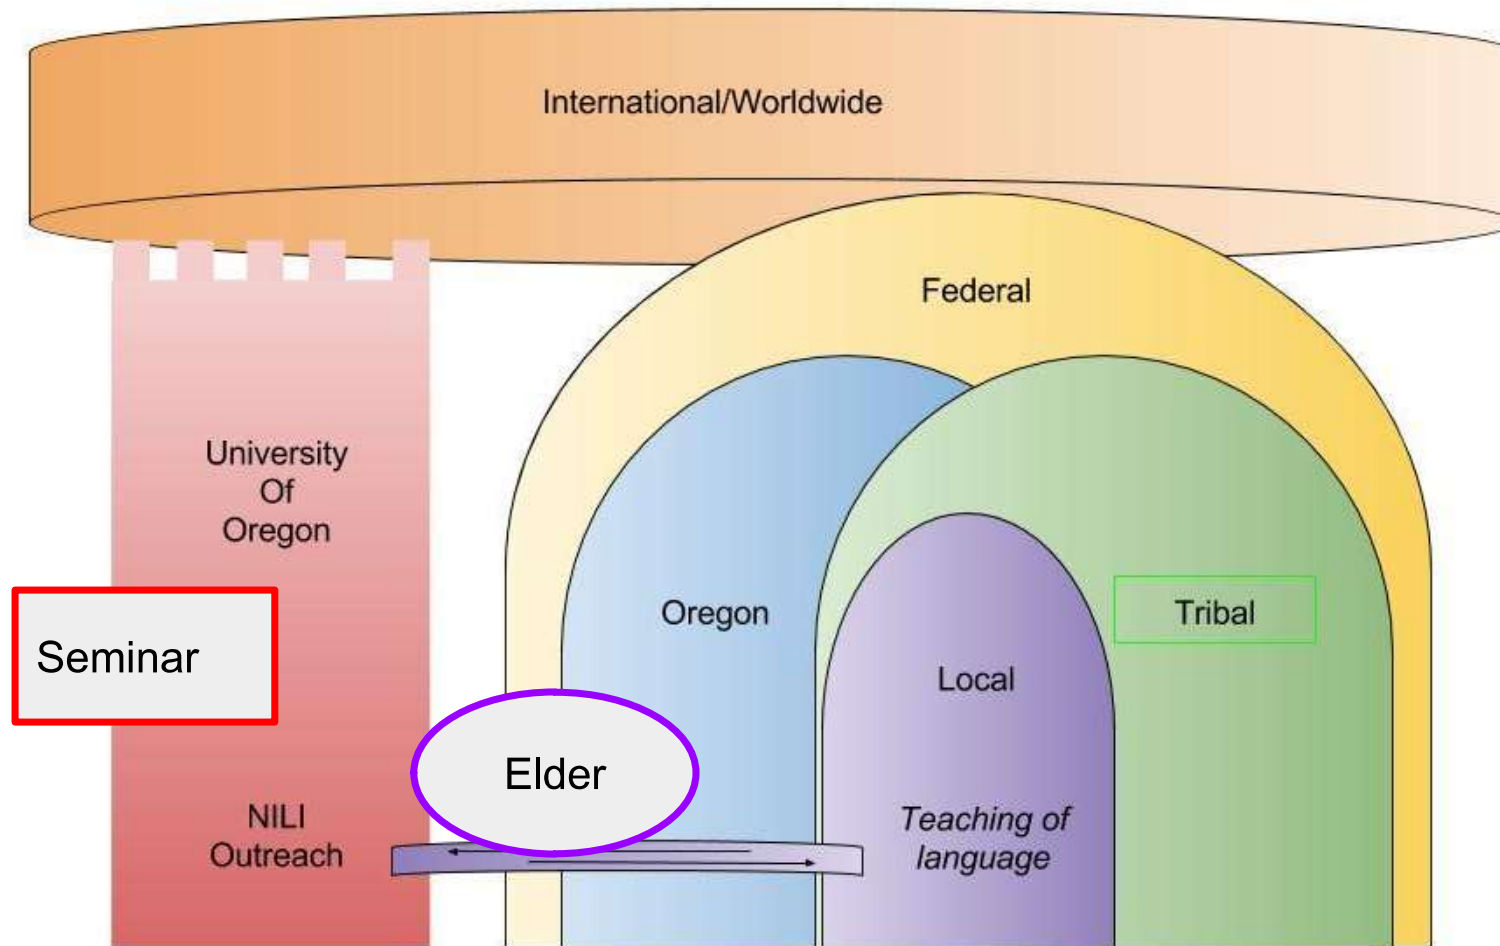 International/Worldwide
Federal
University
Of
Oregon
Oregon
Tribal
Seminar
Local
Elder
NILI
Outreach
Teaching of
language